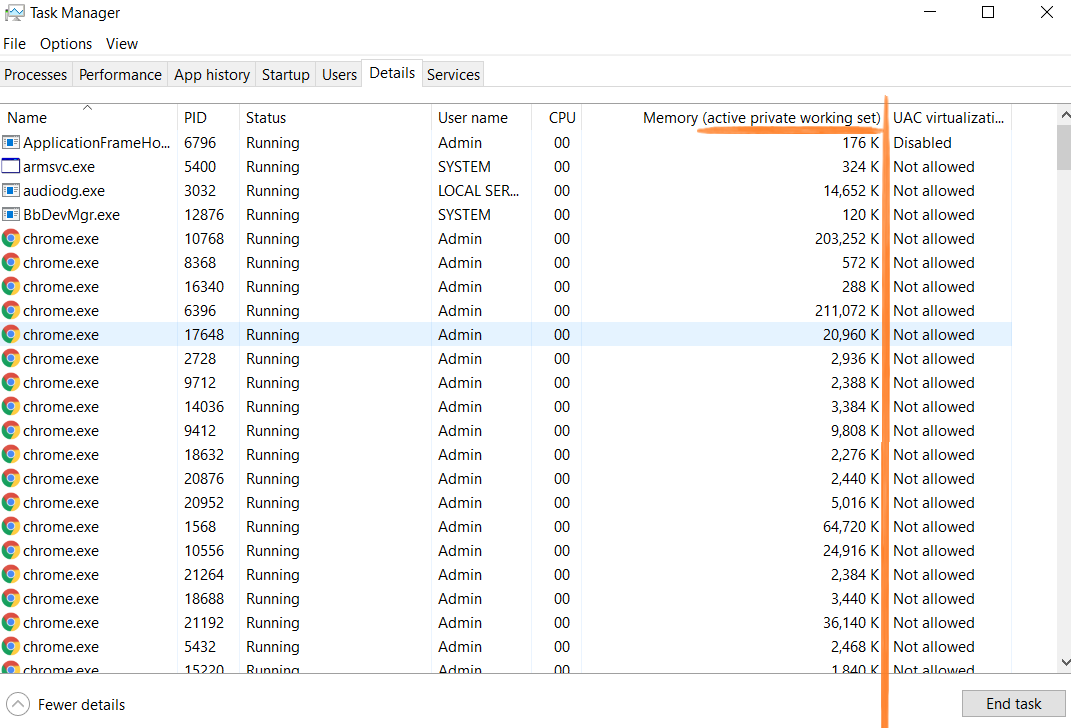 Task Manager
File Options View
Processes Performance App history Startup Users Details Services
Name PID Status User name CPU Memory (active private working set) UAC virtualizati...
ApplicationFrameHo... 6796 Running Admin 00 176 K Disabled
armsvc.exe 5400 Running SYSTEM 00 324 K Not allowed
audiodg.exe 3032 Running LOCAL SER... 00 14,652 K Not allowed
BbDevMgr.exe 12876 Running SYSTEM 00 120 K Not allowed
chrome.exe 10768 Running Admin 00 203,252 K Not allowed
chrome.exe 8368 Running Admin 00 572 K Not allowed
chrome.exe 16340 Running Admin 00 288 K Not allowed
chrome.exe 6396 Running Admin 00 211,072 K Not allowed
chrome.exe 17648 Running Admin 00 20,960 K Not allowed
chrome.exe 2728 Running Admin 00 2,936 K Not allowed
chrome.exe 9712 Running Admin 00 2,388 K Not allowed
chrome.exe 14036 Running Admin 00 3,384 K Not allowed
chrome.exe 9412 Running Admin 00 9,808 K Not allowed
chrome.exe 18632 Running Admin 00 2,276 K Not allowed
chrome.exe 20876 Running Admin 00 2,440 K Not allowed
chrome.exe 20952 Running Admin 00 5,016 K Not allowed
chrome.exe 1568 Running Admin 00 64,720 K Not allowed
chrome.exe 10556 Running Admin 00 24,916 K Not allowed
chrome.exe 21264 Running Admin 00 2,384 K Not allowed
chrome.exe 18688 Running Admin 00 3,440 K Not allowed
chrome.exe 21192 Running Admin 00 36,140 K Not allowed
chrome.exe 5432 Running Admin 00 2,468 K Not allowed
chrome.exe 15220 Running Admin 00 1,840 K Not allowed
Fewer details End task